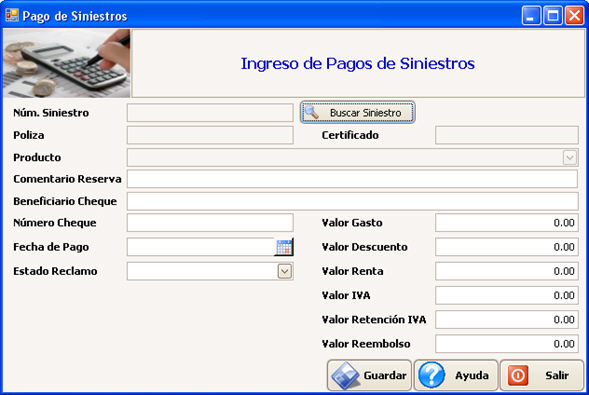 Pago de Siniestros
Ingreso de Pagos de Siniestros
Núm. Siniestro
Buscar Siniestro
Poliza
Certificado
Producto
Comentario Reserva
Beneficiario Cheque
Número Cheque
Valor Gasto 0.00
Fecha de Pago
Valor Descuento 0.00
Estado Reclamo
Valor Renta 0.00
Valor IVA 0.00
Valor Retención IVA 0.00
Valor Reembolso 0.00
Guardar Ayuda Salir